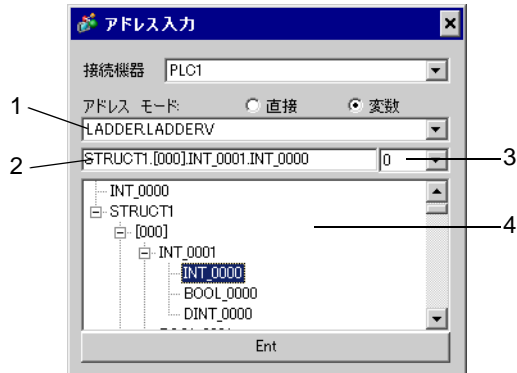 アドレス入力
接続機器 PLC1
アドレス モード: 直接 変数
1
LADDER.LADDERV
2 STRUCT1.[000].INT_0001.INT_0000 0 3
INT_0000
STRUCT1
[000]
4
INT_0001
INT_0000
BOOL_0000
DINT_0000
Ent